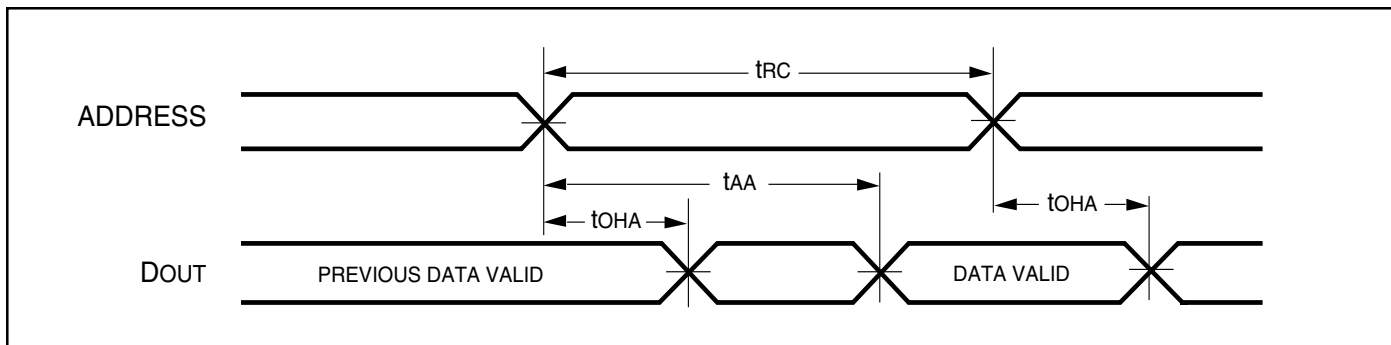 tRC
ADDRESS
tAA
tOHA
tOHA
DOUT
PREVIOUS DATA VALID
DATA VALID